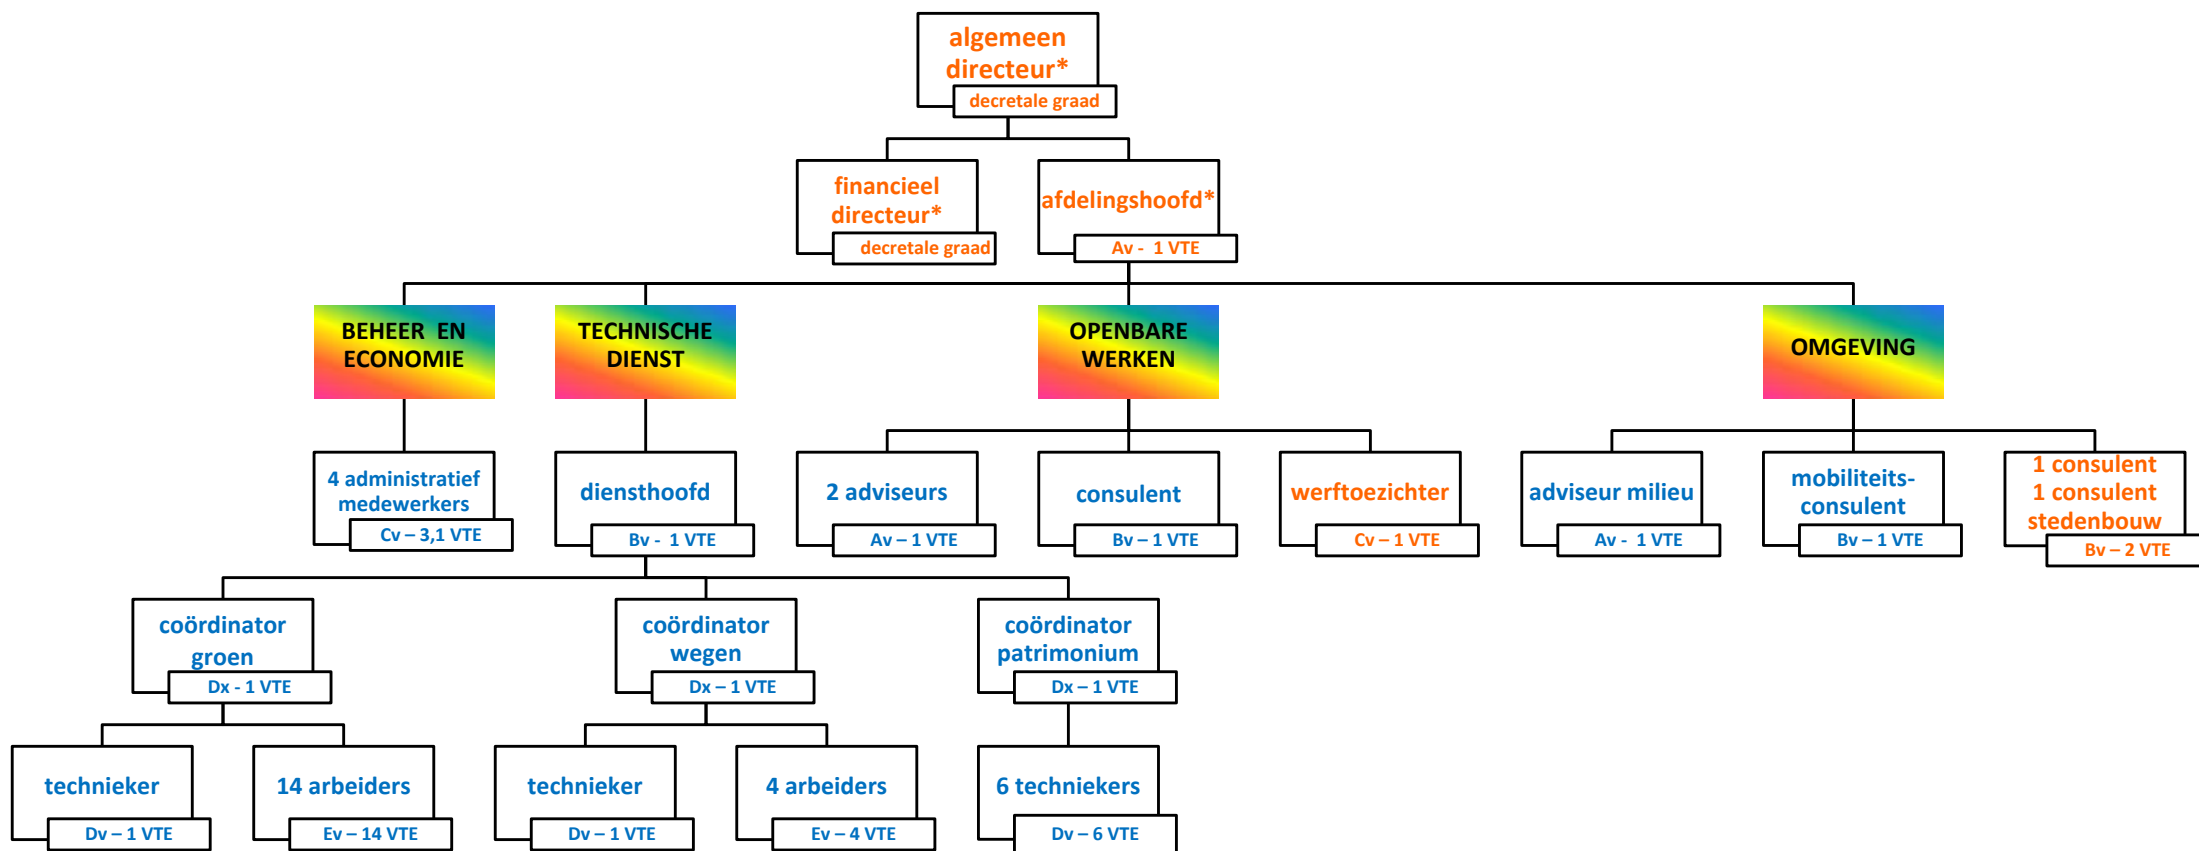 algemeen
directeur*
decretale graad
financieel
directeur*
decretale graad
afdelingshoofd*
Av - 1 VTE
BEHEER EN
ECONOMIE
TECHNISCHE
DIENST
OPENBARE
WERKEN
OMGEVING
4 administratief
medewerkers
Cv – 3,1 VTE
diensthoofd
Bv - 1 VTE
2 adviseurs
Av – 1 VTE
consulent
Bv – 1 VTE
werftoezichter
Cv – 1 VTE
adviseur milieu
Av - 1 VTE
mobiliteits-
consulent
Bv – 1 VTE
1 consulent
1 consulent
stedenbouw
Bv – 2 VTE
coördinator
groen
Dx - 1 VTE
coördinator
wegen
Dx – 1 VTE
coördinator
patrimonium
Dx – 1 VTE
technieker
Dv – 1 VTE
14 arbeiders
Ev – 14 VTE
technieker
Dv – 1 VTE
4 arbeiders
Ev – 4 VTE
6 techniekers
Dv – 6 VTE